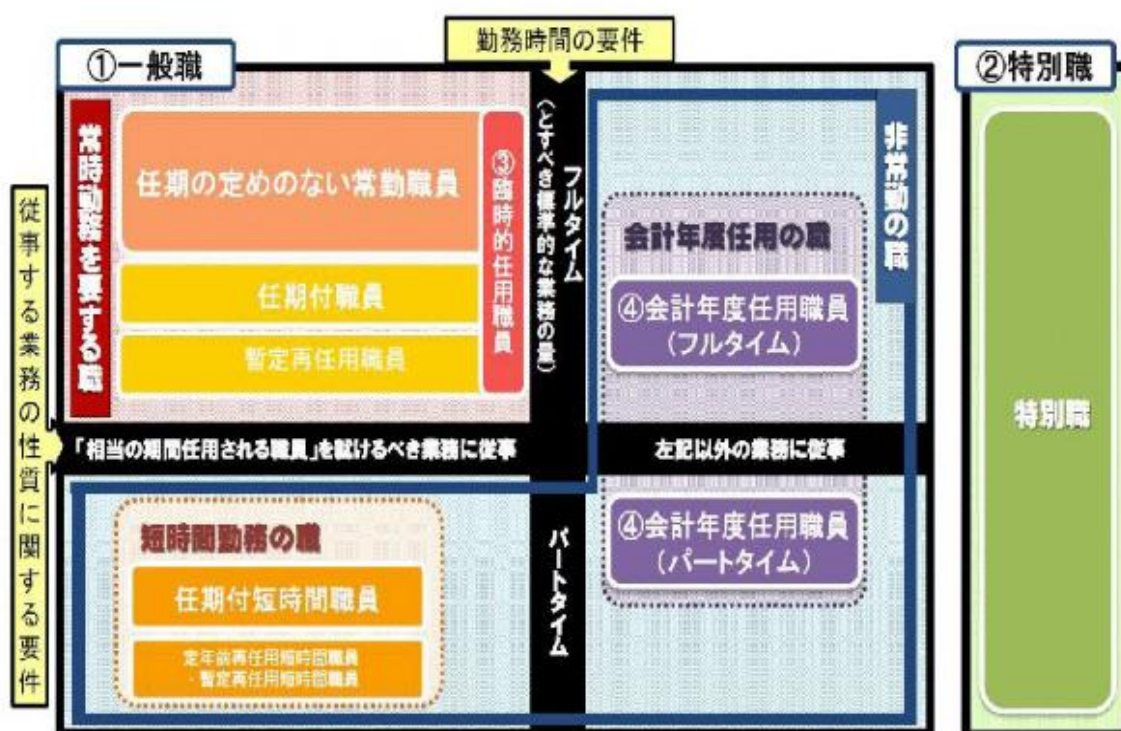 勤務時間の要件
①一般職
②特別職
従事する業務の性質に関する要件
常時勤務を要する職
任期の定めのない常勤職員
任期付職員
暫定再任用職員
③臨時的任用職員
フルタイム
(とすべき標準的な業務の量)
非常勤の職
会計年度任用の職
④会計年度任用職員
(フルタイム)
特別職
「相当の期間任用される職員」を就けるべき業務に従事
左記以外の業務に従事
短時間勤務の職
任期付短時間職員
定年前再任用短時間職員
・暫定再任用短時間職員
パートタイム
④会計年度任用職員
(パートタイム)